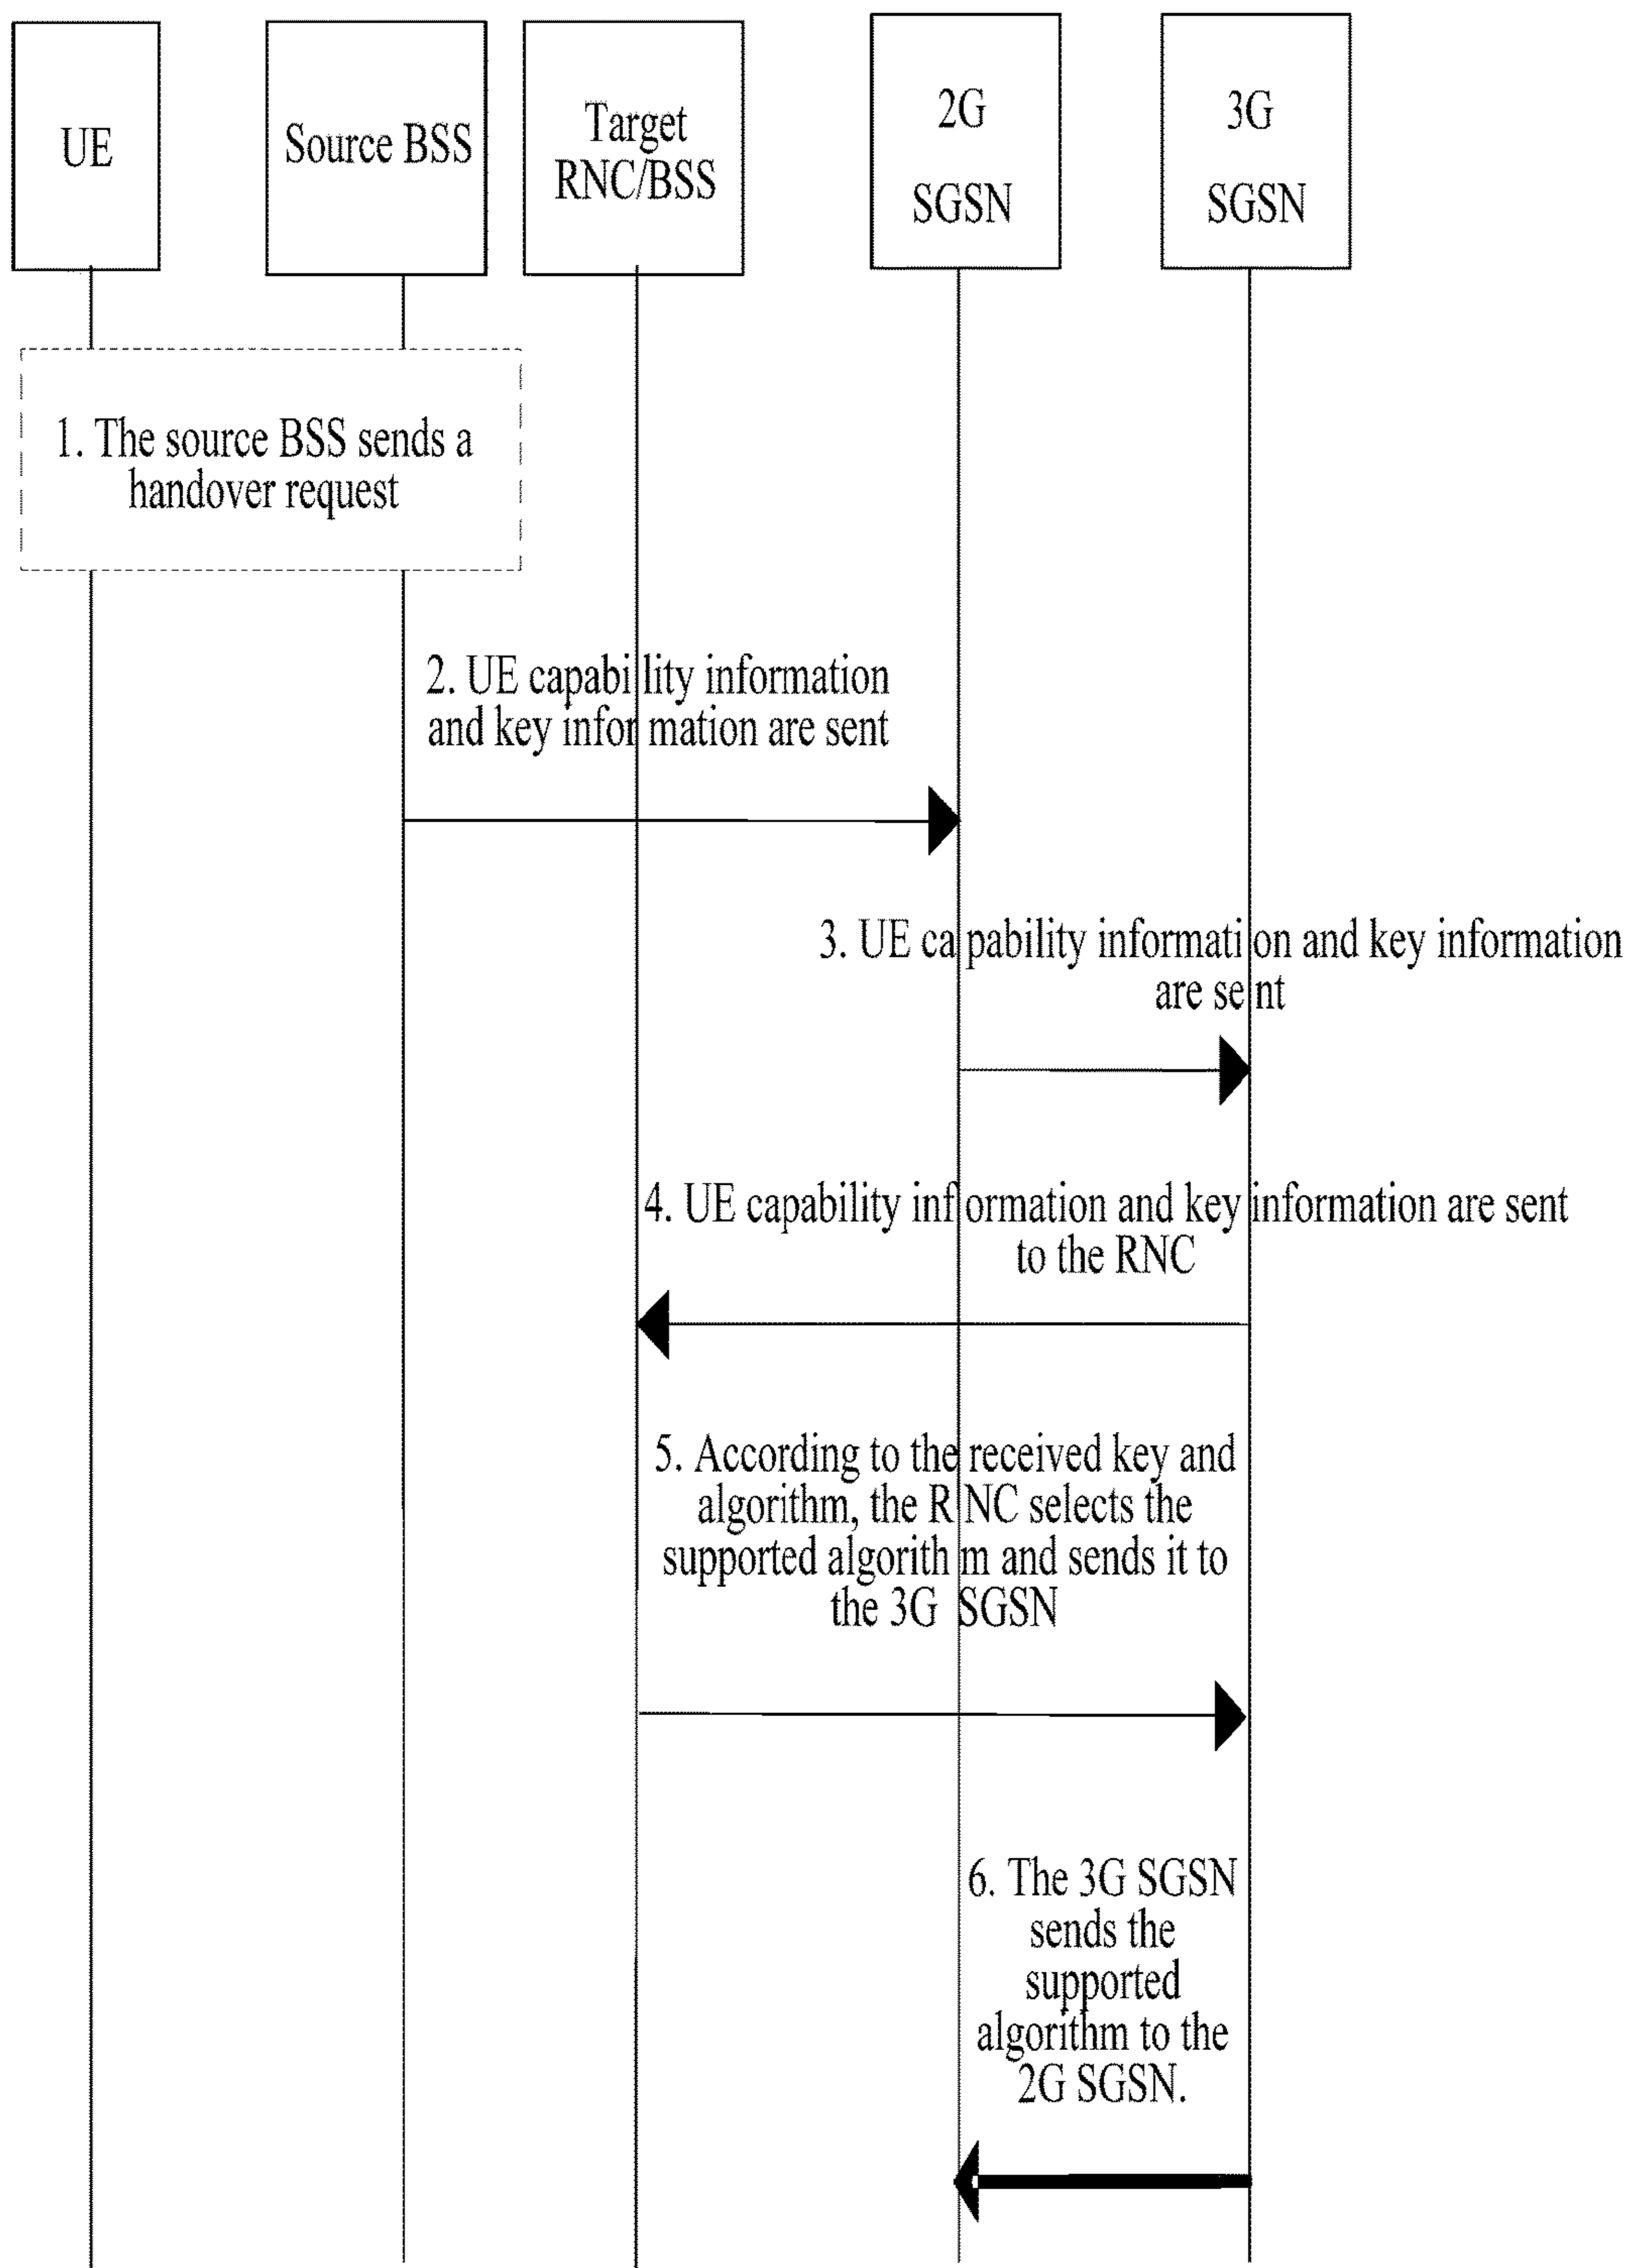 UE
Source BSS
Target
RNC/BSS
2G
SGSN
3G
SGSN
1. The source BSS sends a
handover request
2. UE capability information
and key information are sent
3. UE capability information and key information
are sent
4. UE capability information and key information are sent
to the RNC
5. According to the received key and
algorithm, the RNC selects the
supported algorithm and sends it to
the 3G SGSN
6. The 3G SGSN
sends the
supported
algorithm to the
2G SGSN.